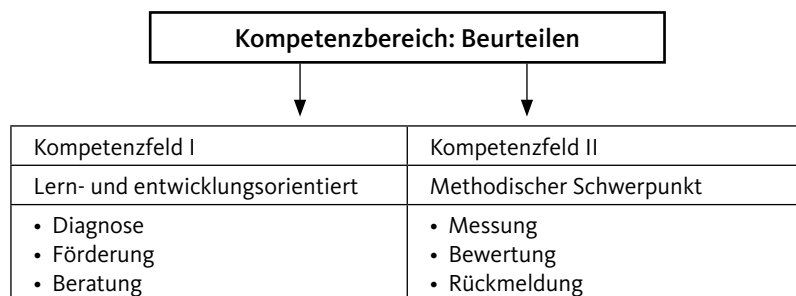 Kompetenzbereich: Beurteilen
Kompetenzfeld I
Kompetenzfeld II
Lern- und entwicklungsorientiert
Methodischer Schwerpunkt
• Diagnose
• Förderung
• Beratung
• Messung
• Bewertung
• Rückmeldung